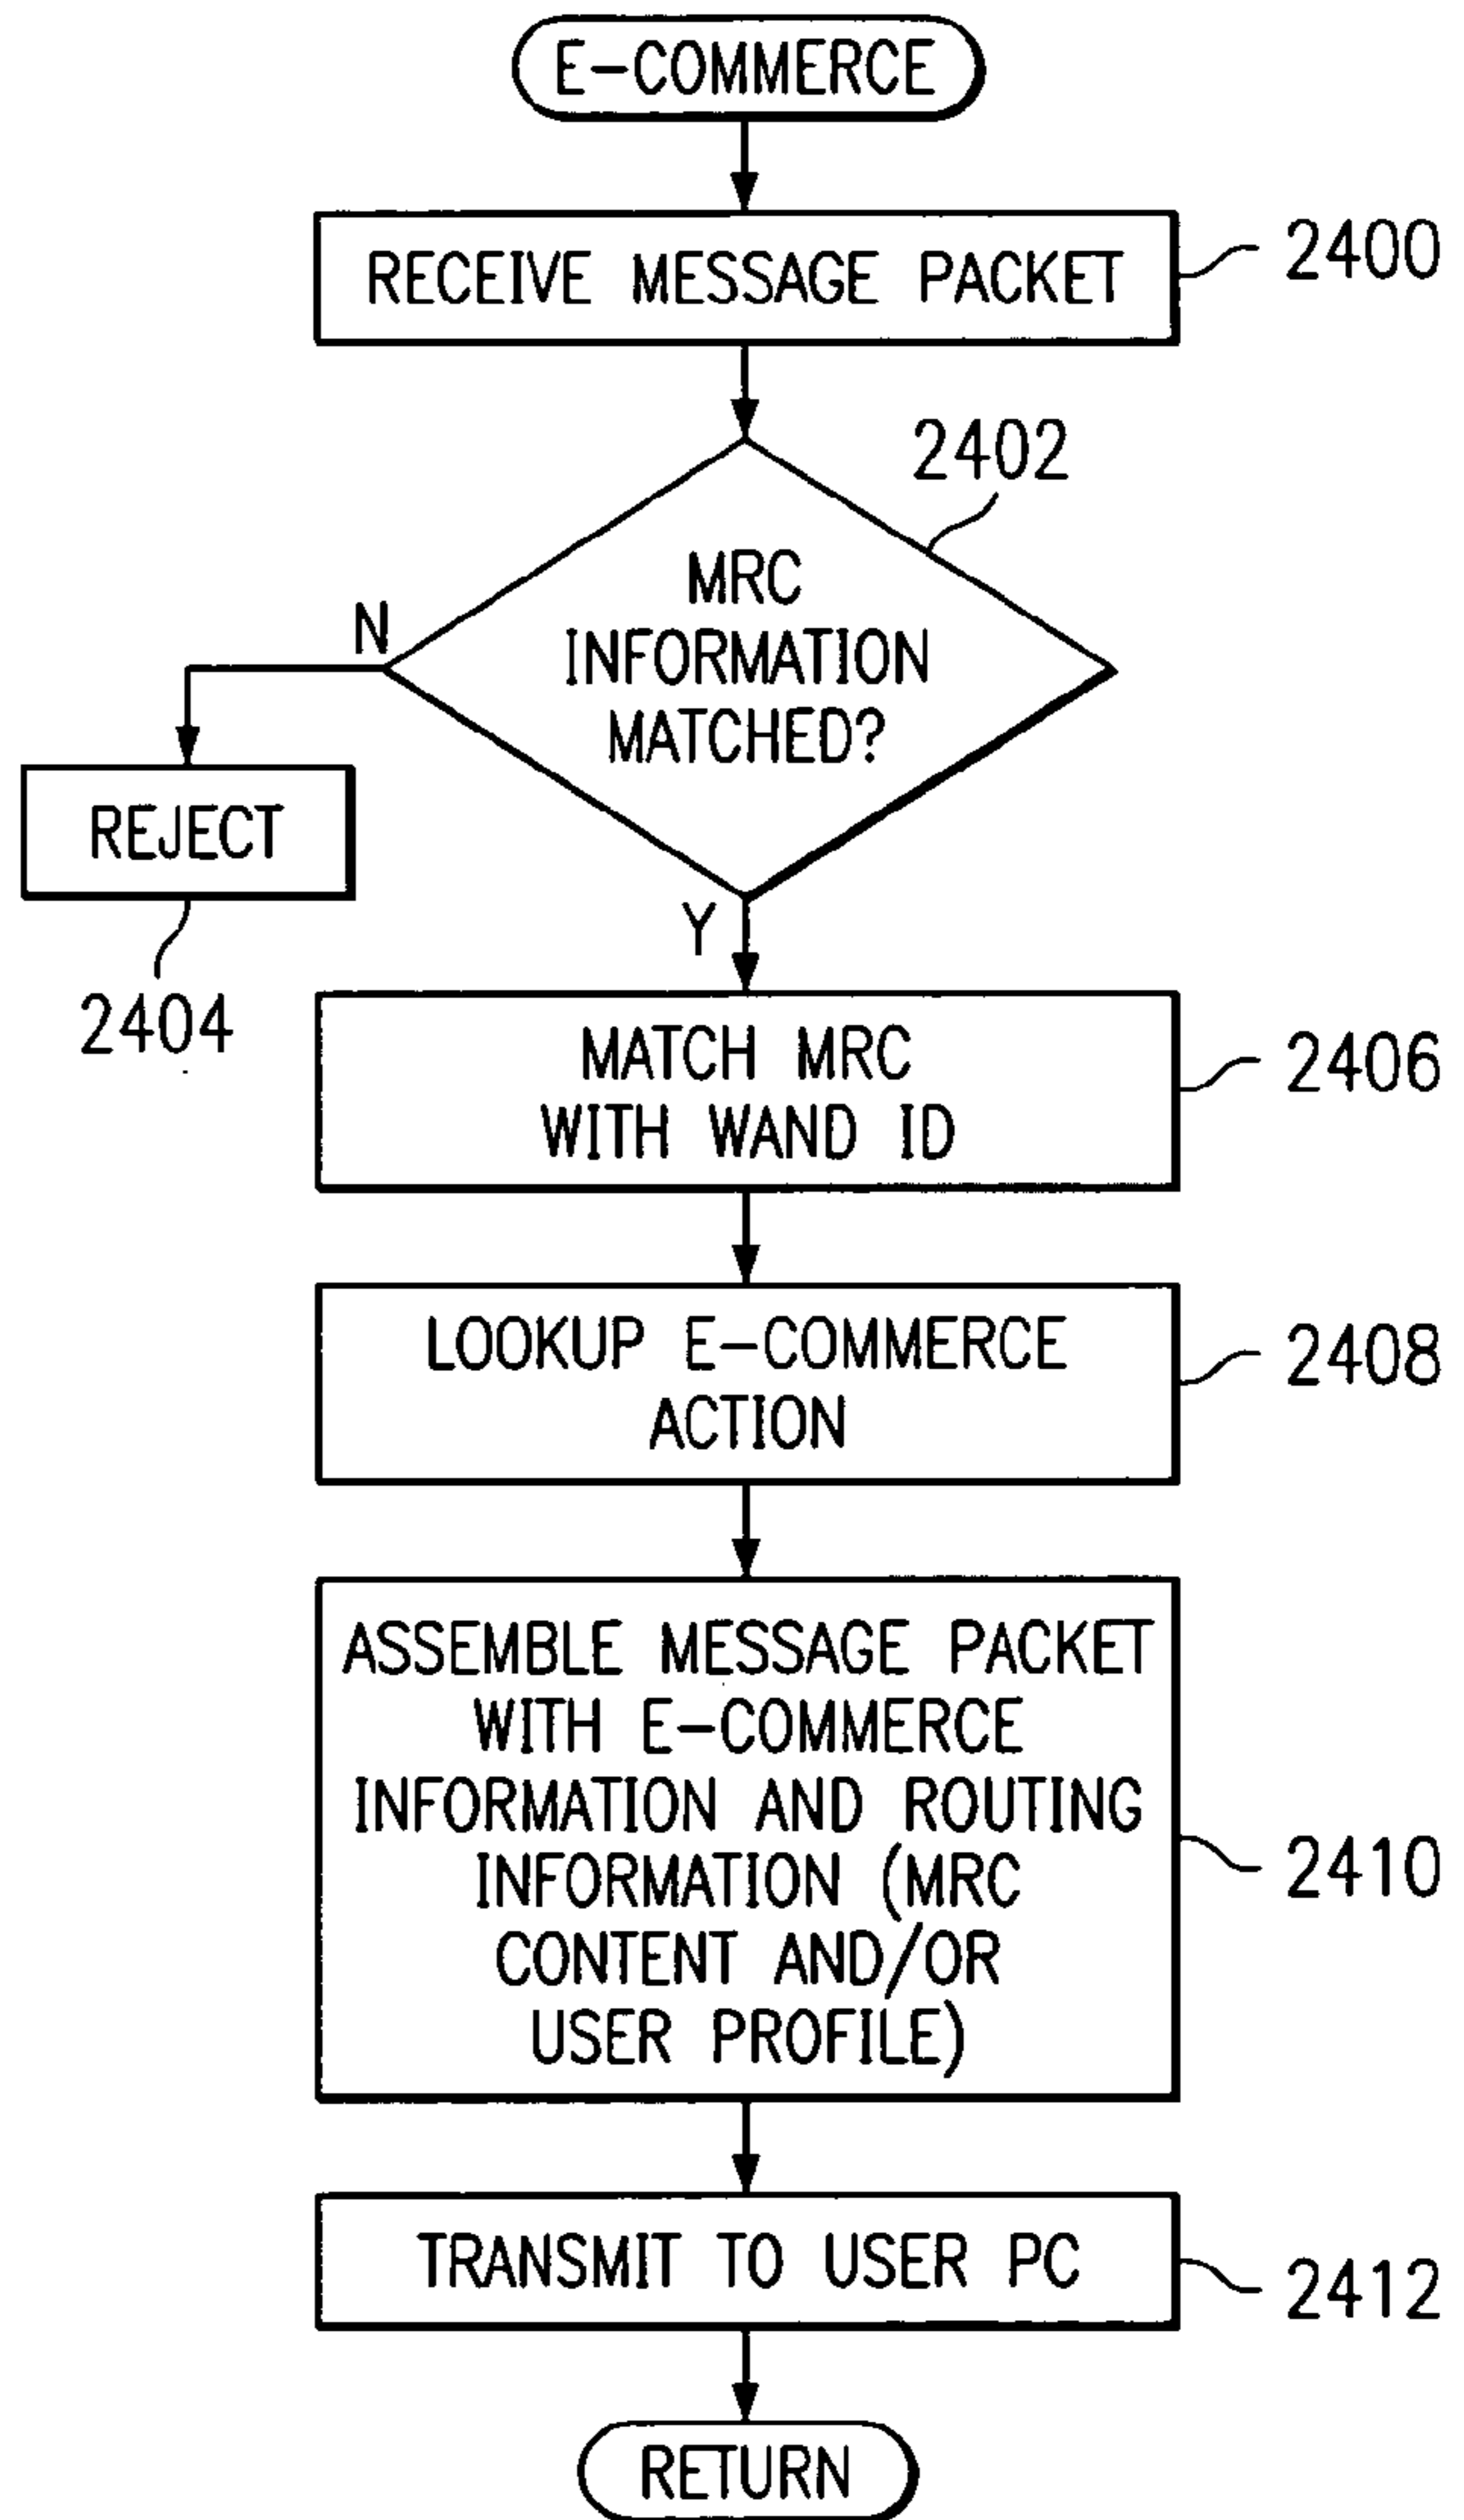 E-COMMERCE
RECEIVE MESSAGE PACKET
2400
2402
MRC
INFORMATION
MATCHED?
N
REJECT
2404
Y
MATCH MRC
WITH WAND ID
2406
LOOKUP E-COMMERCE
ACTION
2408
ASSEMBLE MESSAGE PACKET
WITH E-COMMERCE
INFORMATION AND ROUTING
INFORMATION (MRC
CONTENT AND/OR
USER PROFILE)
2410
TRANSMIT TO USER PC
2412
RETURN